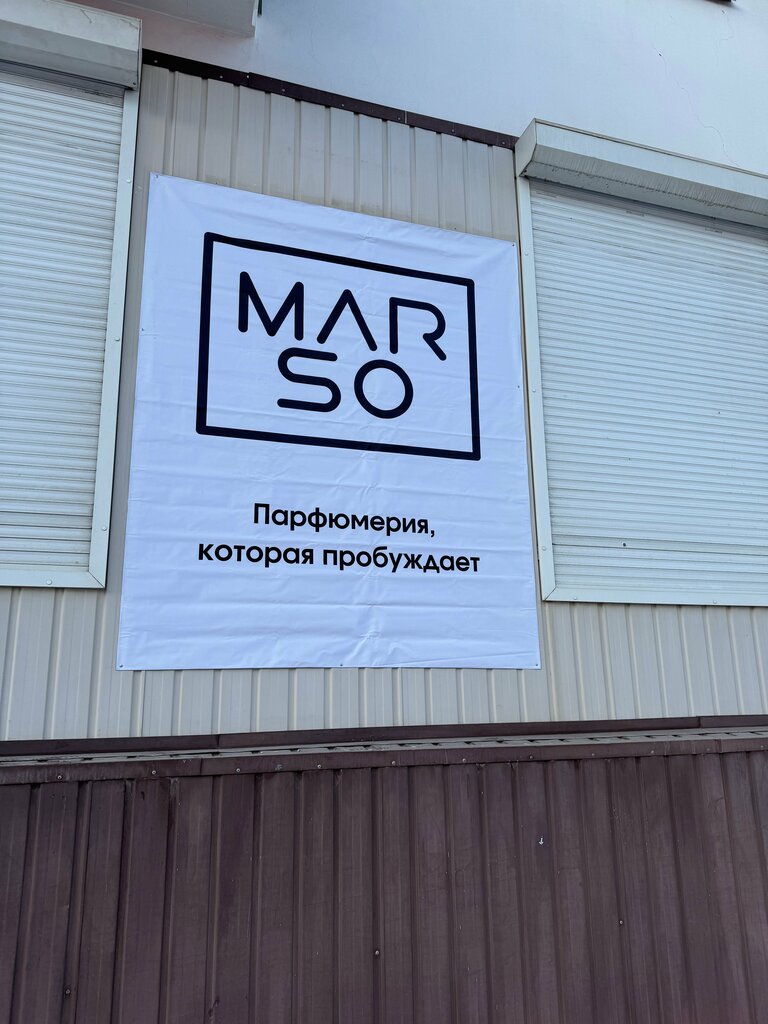 MAR
SO
Парфюмерия,
которая пробуждает